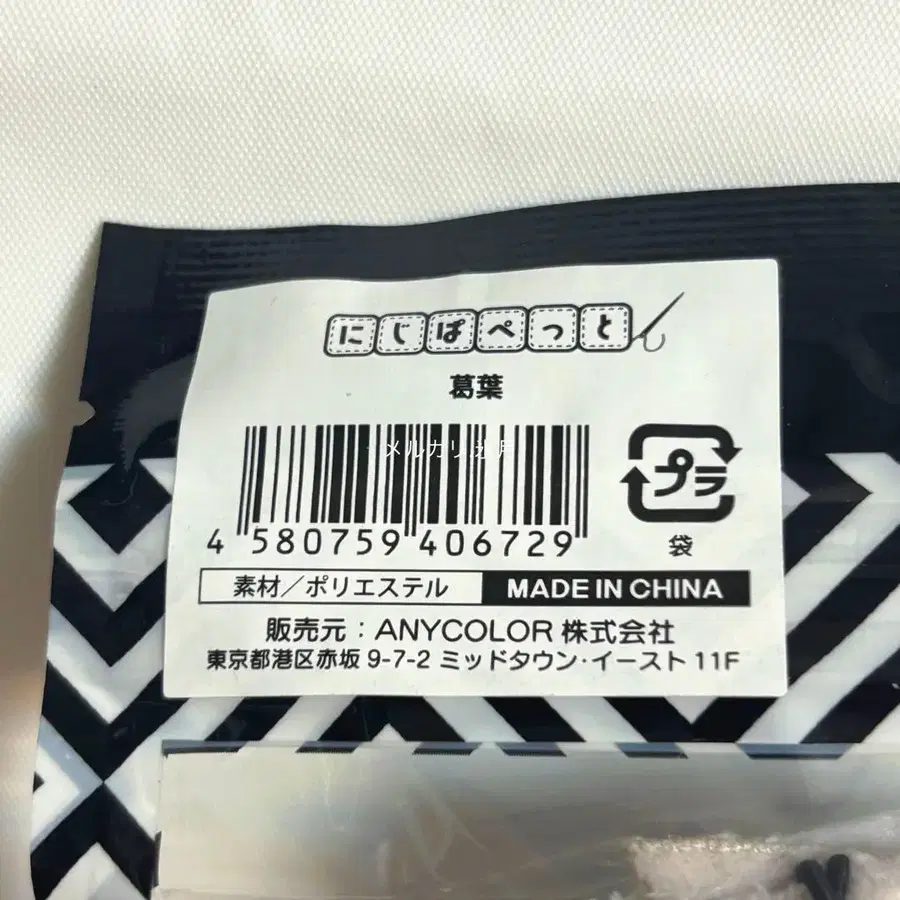 にじぱぺっと
葛葉
メルカリ 氷月
プラ
4 580759 406729
袋
素材／ポリエステル MADE IN CHINA
販売元：ANYCOLOR 株式会社
東京都港区赤坂 9-7-2 ミッドタウン・イースト 11F